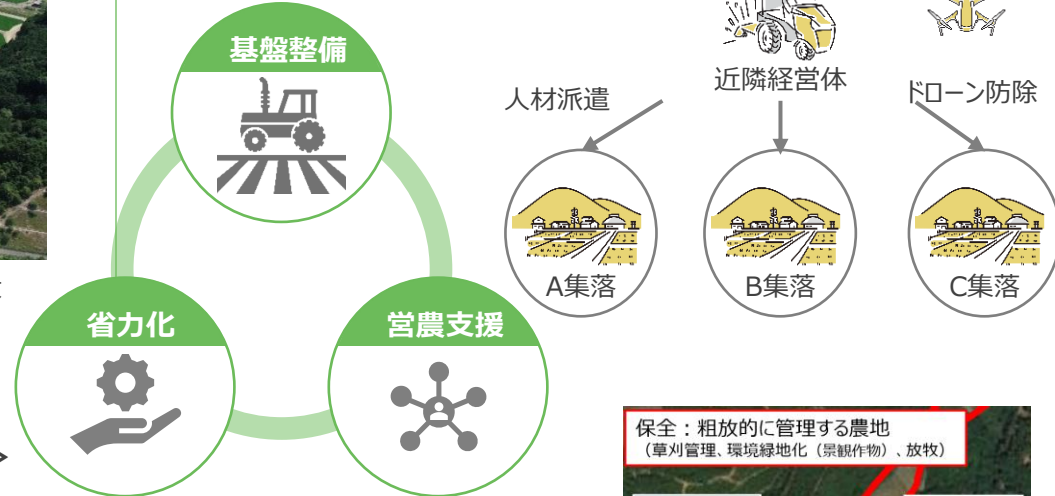 基盤整備
省力化
営農支援
人材派遣
近隣経営体
ドローン防除
A集落
B集落
C集落
保全：粗放的に管理する農地
（草刈管理、環境緑地化（景観作物）、放牧）